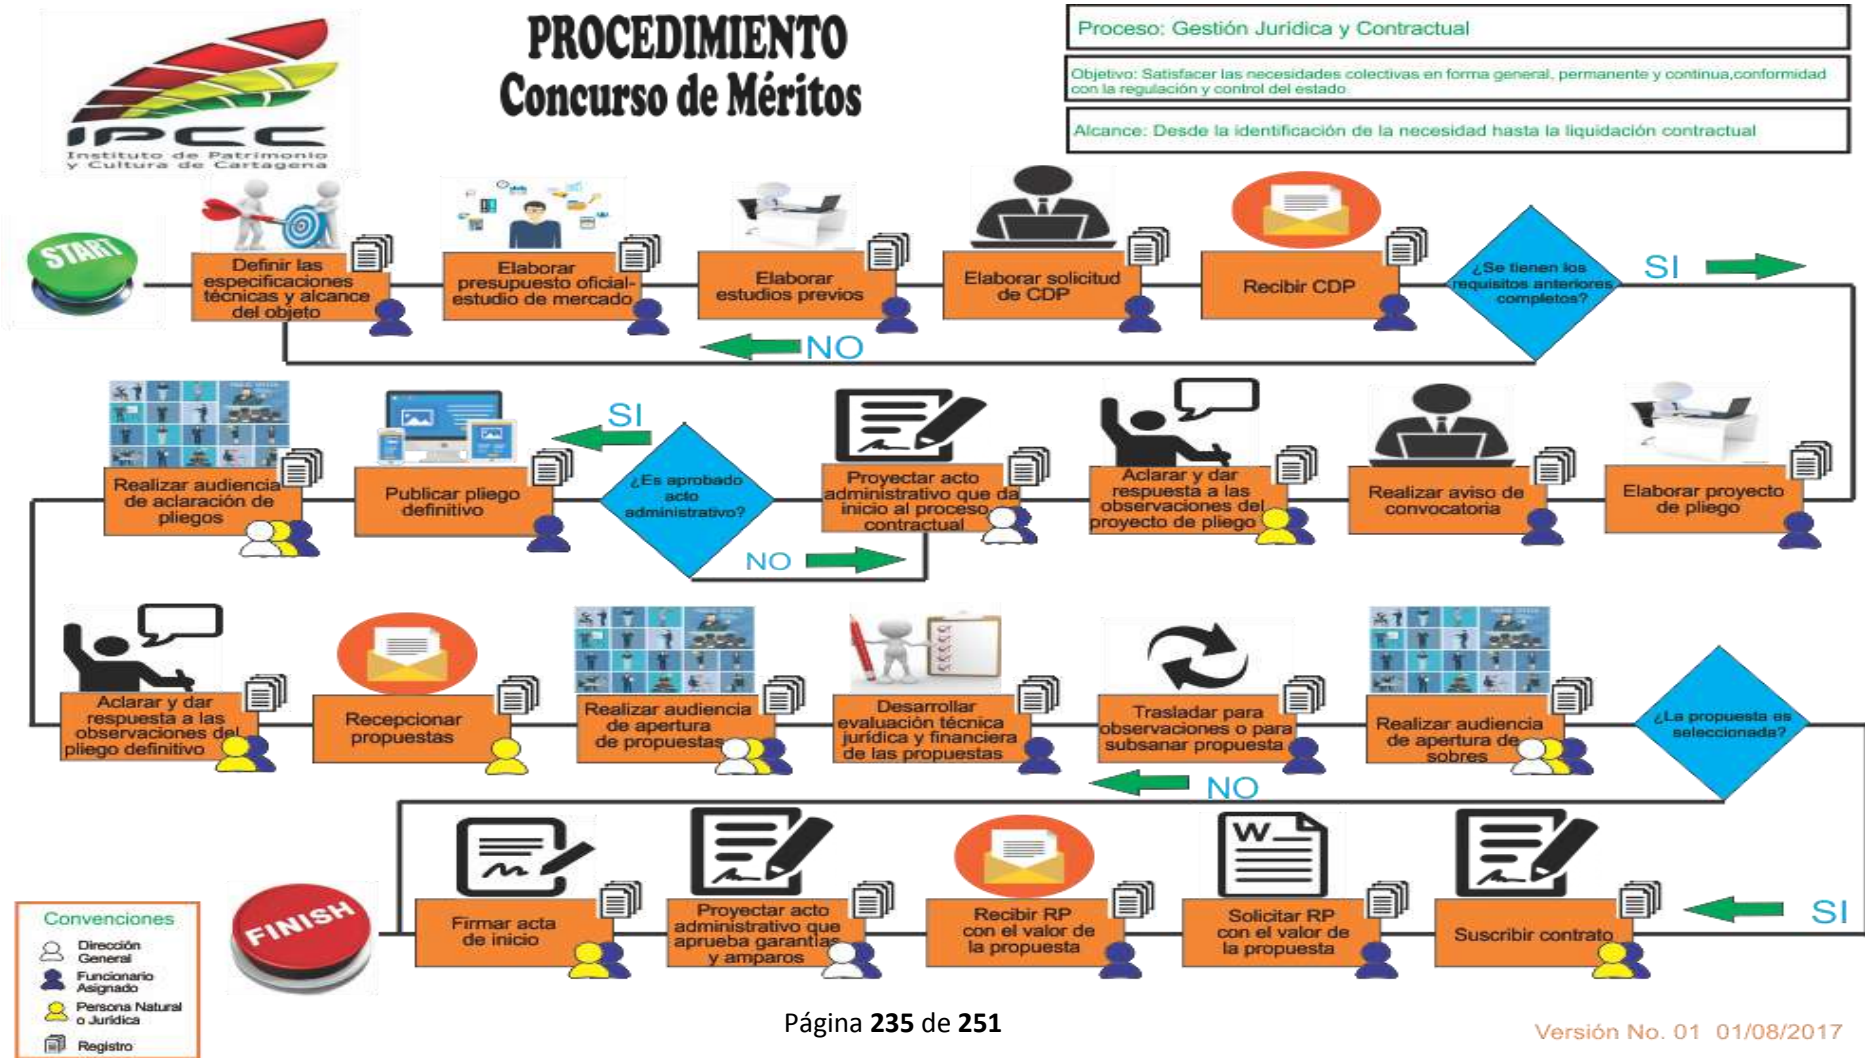 PROCEDIMIENTO
Concurso de Méritos
IPCC
Instituto de Patrimonio
y Cultura de Cartagena
Proceso: Gestión Jurídica y Contractual
Objetivo: Satisfacer las necesidades colectivas en forma general, permanente y continua,conformidad
con la regulación y control del estado.
Alcance: Desde la identificación de la necesidad hasta la liquidación contractual
START
Definir las
especificaciones
técnicas y alcance
del objeto
Elaborar
presupuesto oficial-
estudio de mercado
Elaborar
estudios previos
Elaborar solicitud
de CDP
Recibir CDP
¿Se tienen los
requisitos anteriores
completos?
SI
NO
Realizar audiencia
de aclaración de
pliegos
Publicar pliego
definitivo
SI
¿Es aprobado
acto
administrativo?
NO
Proyectar acto
administrativo que da
inicio al proceso
contractual
Aclarar y dar
respuesta a las
observaciones del
proyecto de pliego
Realizar aviso de
convocatoria
Elaborar proyecto
de pliego
Aclarar y dar
respuesta a las
observaciones del
pliego definitivo
Recepcionar
propuestas
Realizar audiencia
de apertura
de propuestas
Desarrollar
evaluación técnica
jurídica y financiera
de las propuestas
Trasladar para
observaciones o para
subsanar propuesta
Realizar audiencia
de apertura de
sobres
¿La propuesta es
seleccionada?
NO
SI
FINISH
Firmar acta
de inicio
Proyectar acto
administrativo que
aprueba garantías
y amparos
Recibir RP
con el valor de
la propuesta
W
Solicitar RP
con el valor de
la propuesta
Suscribir contrato
Convenciones
Dirección
General
Funcionario
Asignado
Persona Natural
o Jurídica
Registro
Página 235 de 251
Versión No. 01 01/08/2017